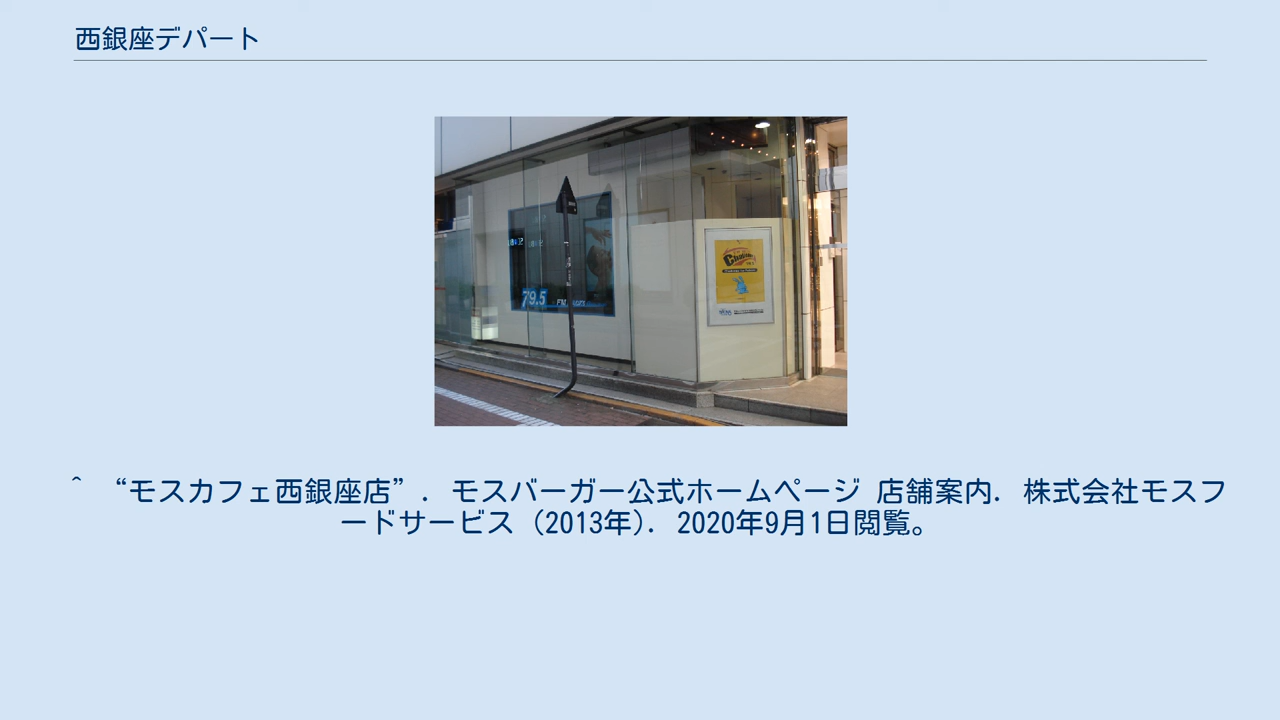 西銀座デパート
79.5
^ “モスカフェ西銀座店”. モスバーガー公式ホームページ 店舗案内. 株式会社モスフ
ードサービス (2013年). 2020年9月1日閲覧。